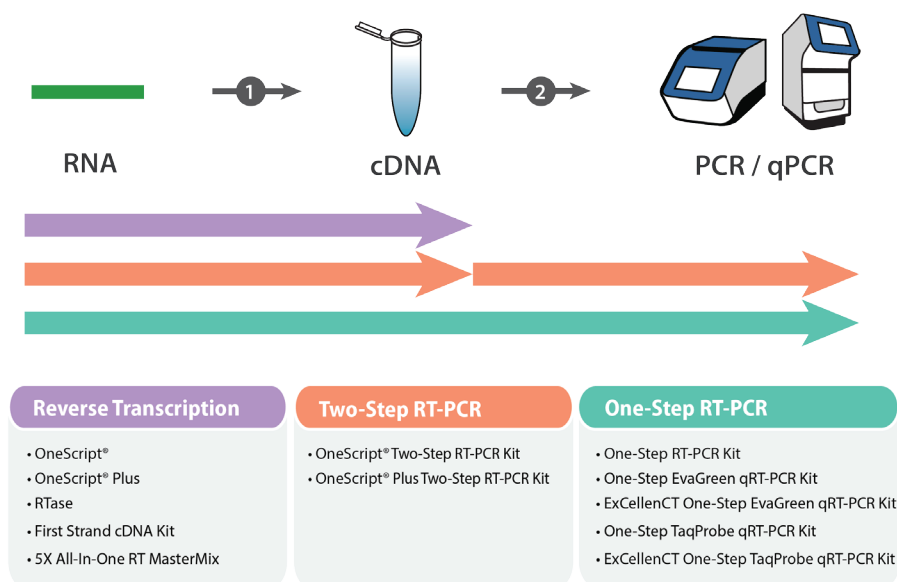 1
2
RNA
cDNA
PCR / qPCR
Reverse Transcription
• OneScript®
• OneScript® Plus
• RTase
• First Strand cDNA Kit
• 5X All-In-One RT MasterMix
Two-Step RT-PCR
• OneScript® Two-Step RT-PCR Kit
• OneScript® Plus Two-Step RT-PCR Kit
One-Step RT-PCR
• One-Step RT-PCR Kit
• One-Step EvaGreen qRT-PCR Kit
• ExCellenCT One-Step EvaGreen qRT-PCR Kit
• One-Step TaqProbe qRT-PCR Kit
• ExCellenCT One-Step TaqProbe qRT-PCR Kit